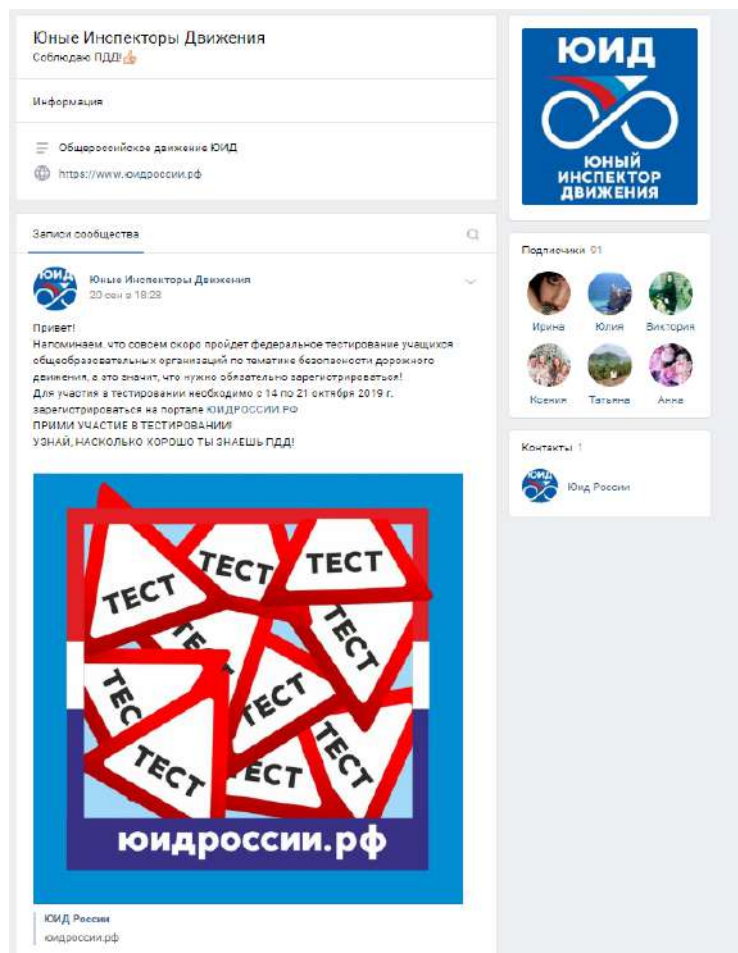 Юные Инспекторы Движения
Соблюдаю ПДД!👍
Информация
Общероссийское движение ЮИД
https://www.юидроссии.рф
Записи сообщества
Юные Инспекторы Движения
20 сен в 18:28
Привет!
Напоминаем, что совсем скоро пройдет федеральное тестирование учащихся
общеобразовательных организаций по тематике безопасности дорожного
движения, а это значит, что нужно обязательно зарегистрироваться!
Для участия в тестировании необходимо с 14 по 21 октября 2019 г.
зарегистрироваться на портале ЮИДРОССИИ.РФ
ПРИМИ УЧАСТИЕ В ТЕСТИРОВАНИИ!
УЗНАЙ, НАСКОЛЬКО ХОРОШО ТЫ ЗНАЕШЬ ПДД!
ТЕСТ
ТЕСТ
ТЕСТ
ТЕСТ
ТЕСТ
ТЕСТ
ТЕСТ
юидроссии.рф
ЮИД России
юидроссии.рф
ЮИД
ЮНЫЙ
ИНСПЕКТОР
ДВИЖЕНИЯ
Подписчики 91
Ирина Юлия Виктория
Ксения Татьяна Анна
Контакты 1
Юид России